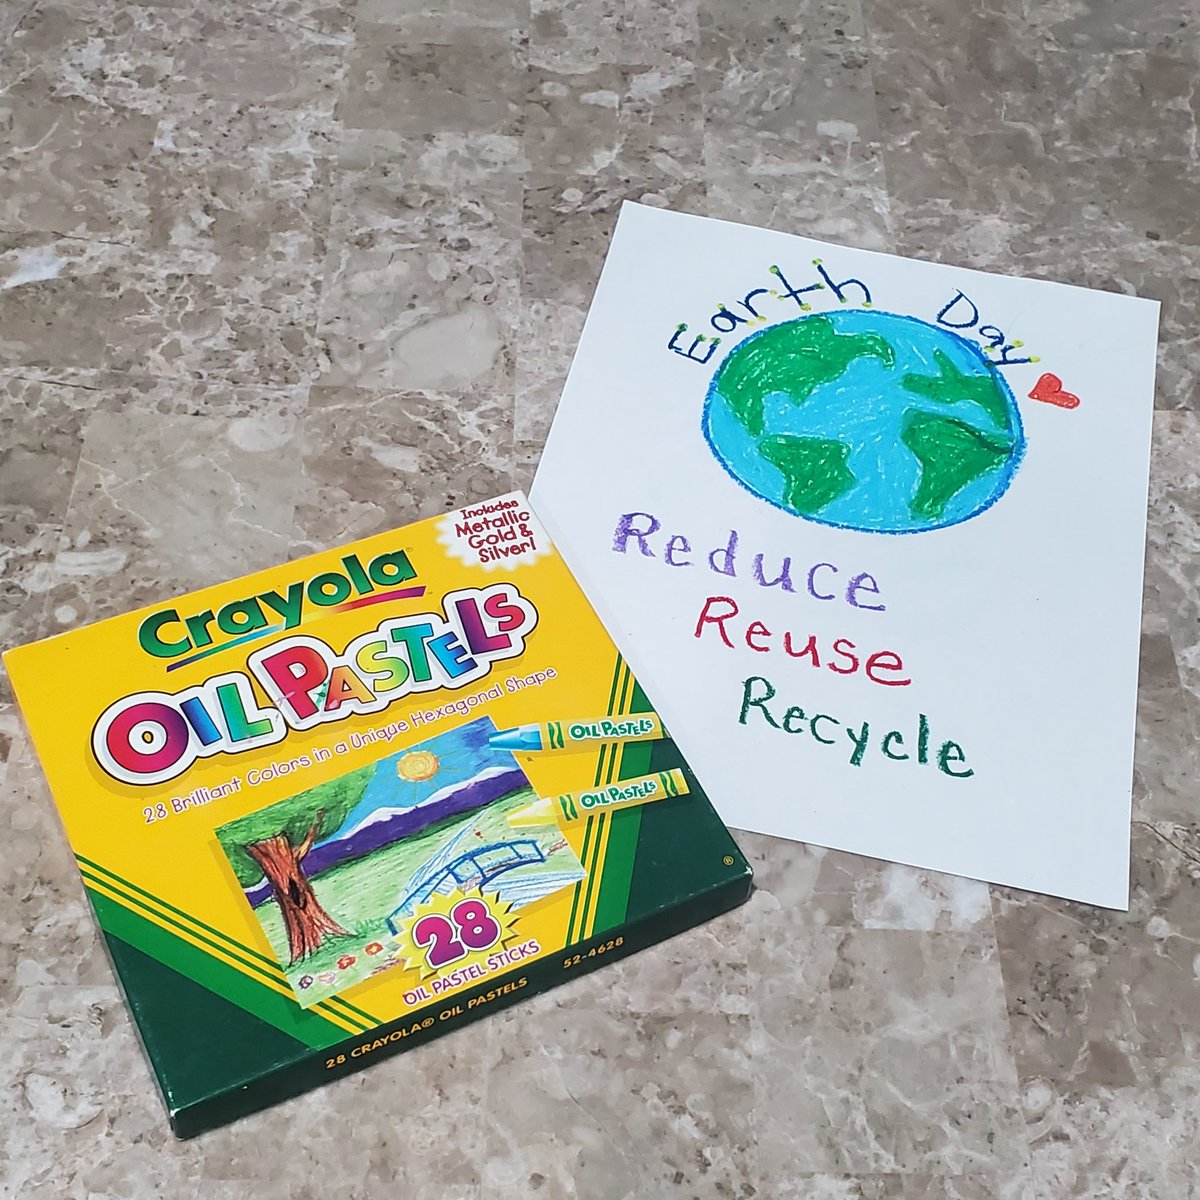 Earth Day
Reduce
Reuse
Recycle
Includes
Metallic
Gold &
Silver!
Crayola
OIL PASTELS
28 Brilliant Colors in a Unique Hexagonal Shape
OIL PASTELS
OIL PASTELS
28
OIL PASTEL STICKS
®
28 CRAYOLA® OIL PASTELS 52-4628